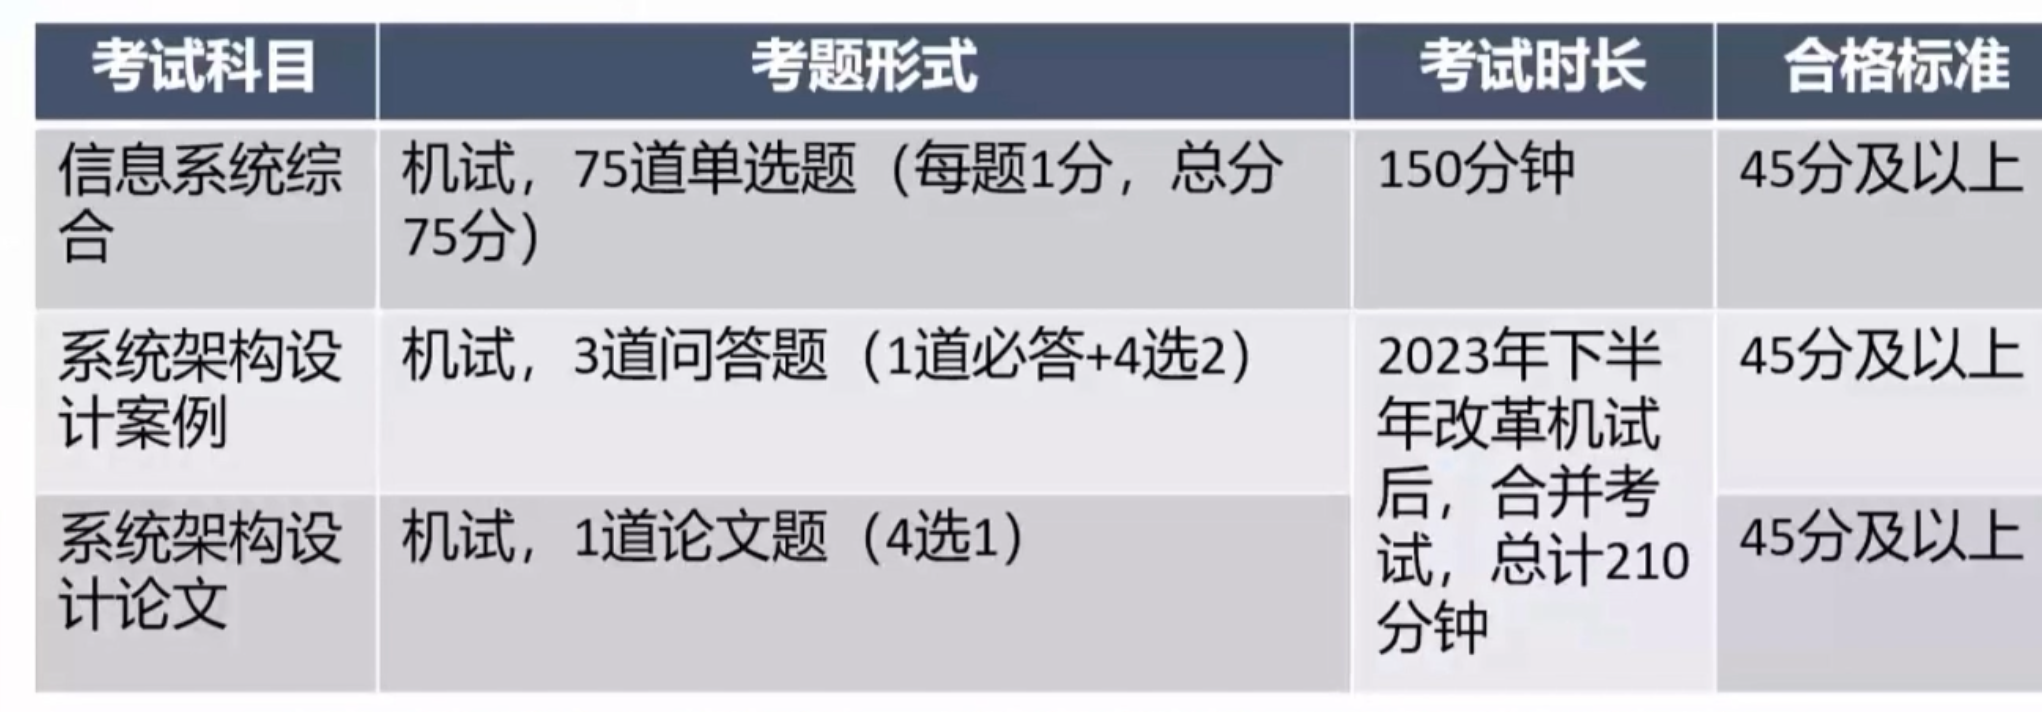 考试科目
考题形式
考试时长
合格标准
信息系统综
合
机试，75道单选题（每题1分，总分
75分）
150分钟
45分及以上
系统架构设
计案例
机试，3道问答题（1道必答+4选2）
2023年下半
年改革机试
后，合并考
试，总计210
分钟
45分及以上
系统架构设
计论文
机试，1道论文题（4选1）
45分及以上